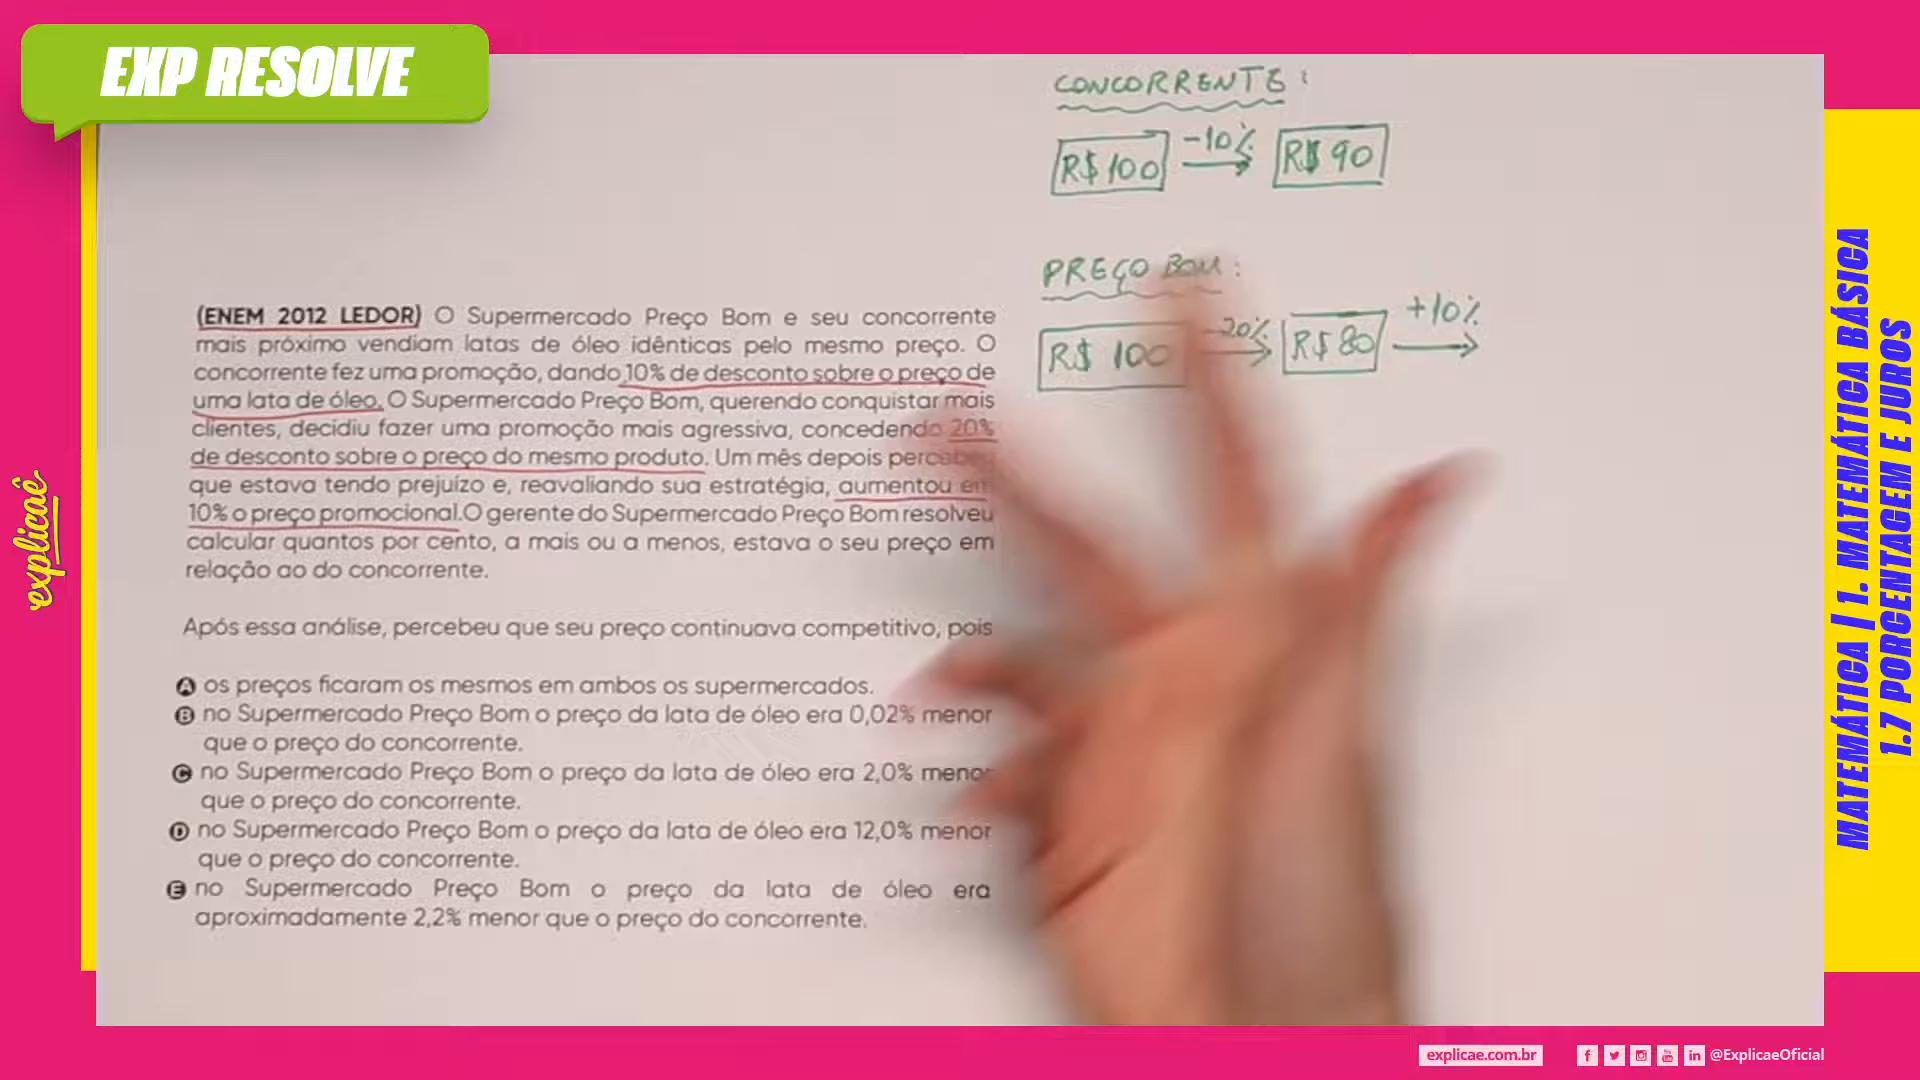 EXP RESOLVE
CONCORRENTE:
R$ 100 -10% R$ 90
PREÇO BOM:
R$ 100 -20% R$ 80 +10%
(ENEM 2012 LEDOR) O Supermercado Preço Bom e seu concorrente
mais próximo vendiam latas de óleo idênticas pelo mesmo preço. O
concorrente fez uma promoção, dando 10% de desconto sobre o preço de
uma lata de óleo. O Supermercado Preço Bom, querendo conquistar mais
clientes, decidiu fazer uma promoção mais agressiva, concedendo 20%
de desconto sobre o preço do mesmo produto. Um mês depois percebeu
que estava tendo prejuízo e, reavaliando sua estratégia, aumentou em
10% o preço promocional.O gerente do Supermercado Preço Bom resolveu
calcular quantos por cento, a mais ou a menos, estava o seu preço em
relação ao do concorrente.
Após essa análise, percebeu que seu preço continuava competitivo, pois
A os preços ficaram os mesmos em ambos os supermercados.
B no Supermercado Preço Bom o preço da lata de óleo era 0,02% menor
que o preço do concorrente.
C no Supermercado Preço Bom o preço da lata de óleo era 2,0% menor
que o preço do concorrente.
D no Supermercado Preço Bom o preço da lata de óleo era 12,0% menor
que o preço do concorrente.
E no Supermercado Preço Bom o preço da lata de óleo era
aproximadamente 2,2% menor que o preço do concorrente.
explicaê
MATEMÁTICA | 1. MATEMÁTICA BÁSICA
1.7 PORCENTAGEM E JUROS
explicae.com.br
@ExplicaeOficial